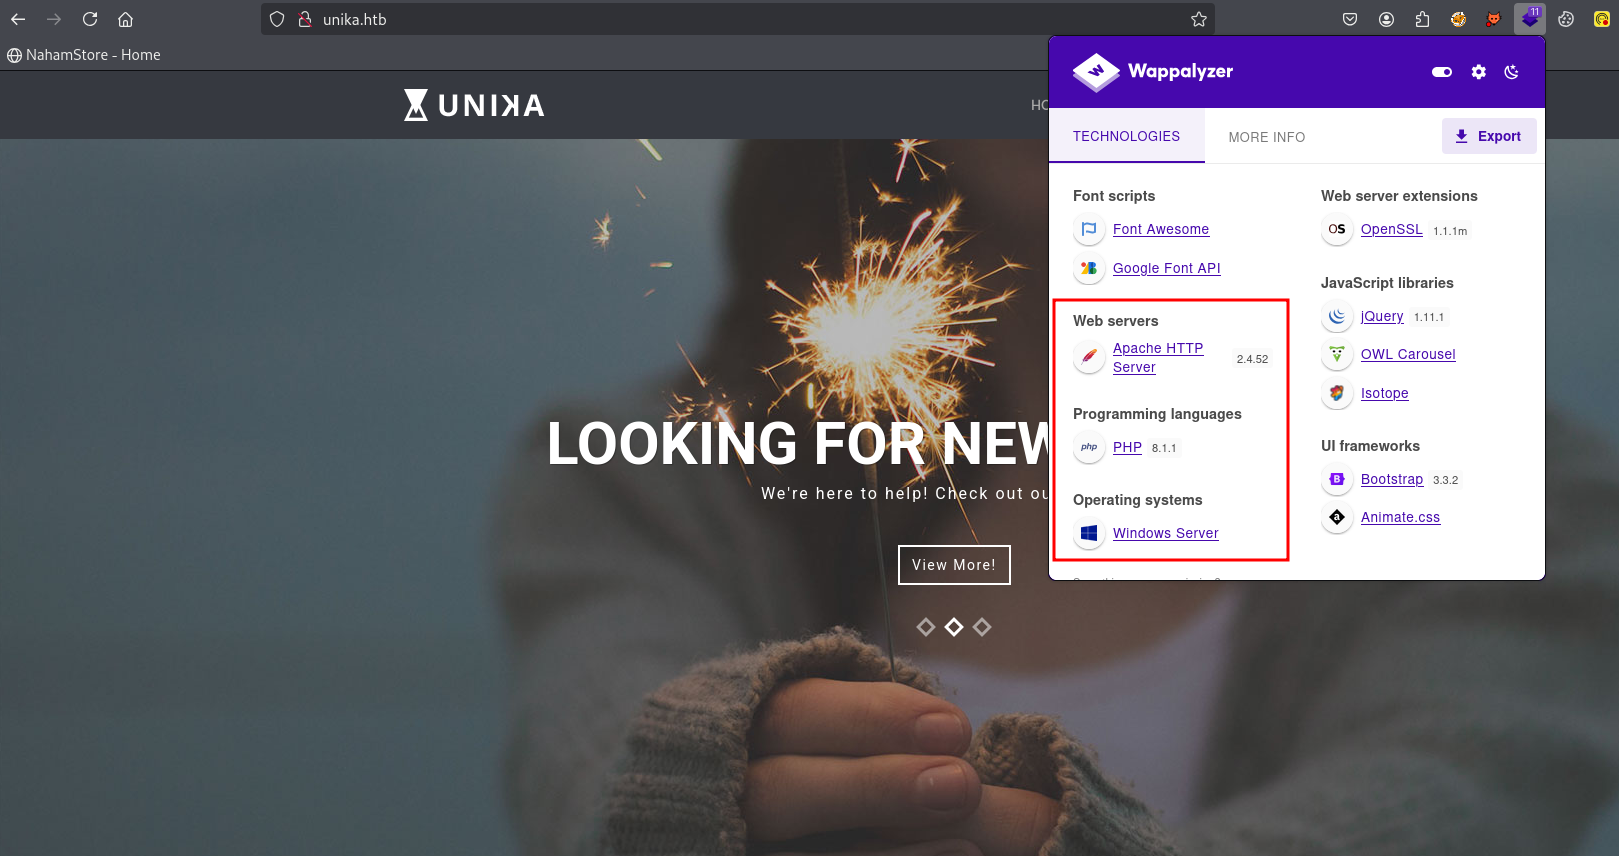 unika.htb
11
NahamStore - Home
Wappalyzer
UNIKA
TECHNOLOGIES
MORE INFO
Export
Font scripts
Font Awesome
Google Font API
Web servers
Apache HTTP
Server
2.4.52
Programming languages
php
PHP 8.1.1
Operating systems
Windows Server
Web server extensions
OS
OpenSSL 1.1.1m
JavaScript libraries
jQuery 1.11.1
OWL Carousel
Isotope
UI frameworks
B
Bootstrap 3.3.2
a
Animate.css
LOOKING FOR NEW
We're here to help! Check out
View More!